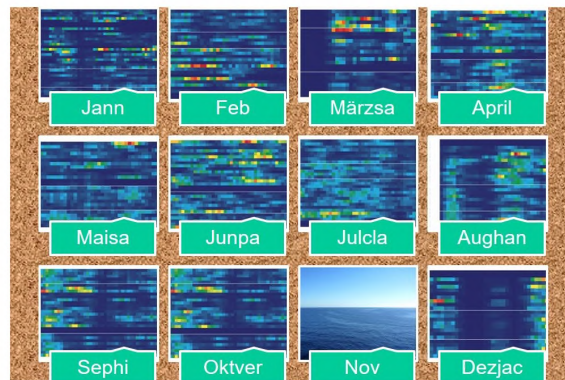 Jann
Feb
Märzsa
April
Maisa
Junpa
Julcla
Aughan
Sephi
Oktver
Nov
Dezjac